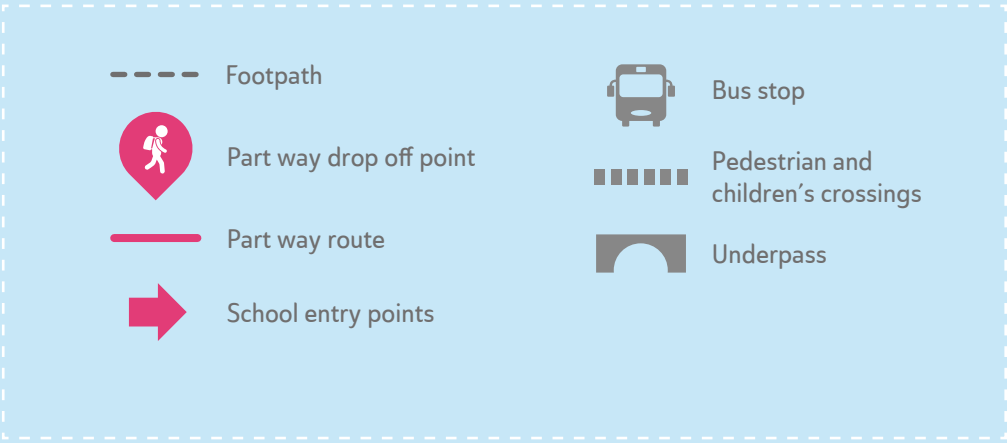 Footpath
Part way drop off point
Part way route
School entry points
Bus stop
Pedestrian and
children's crossings
Underpass